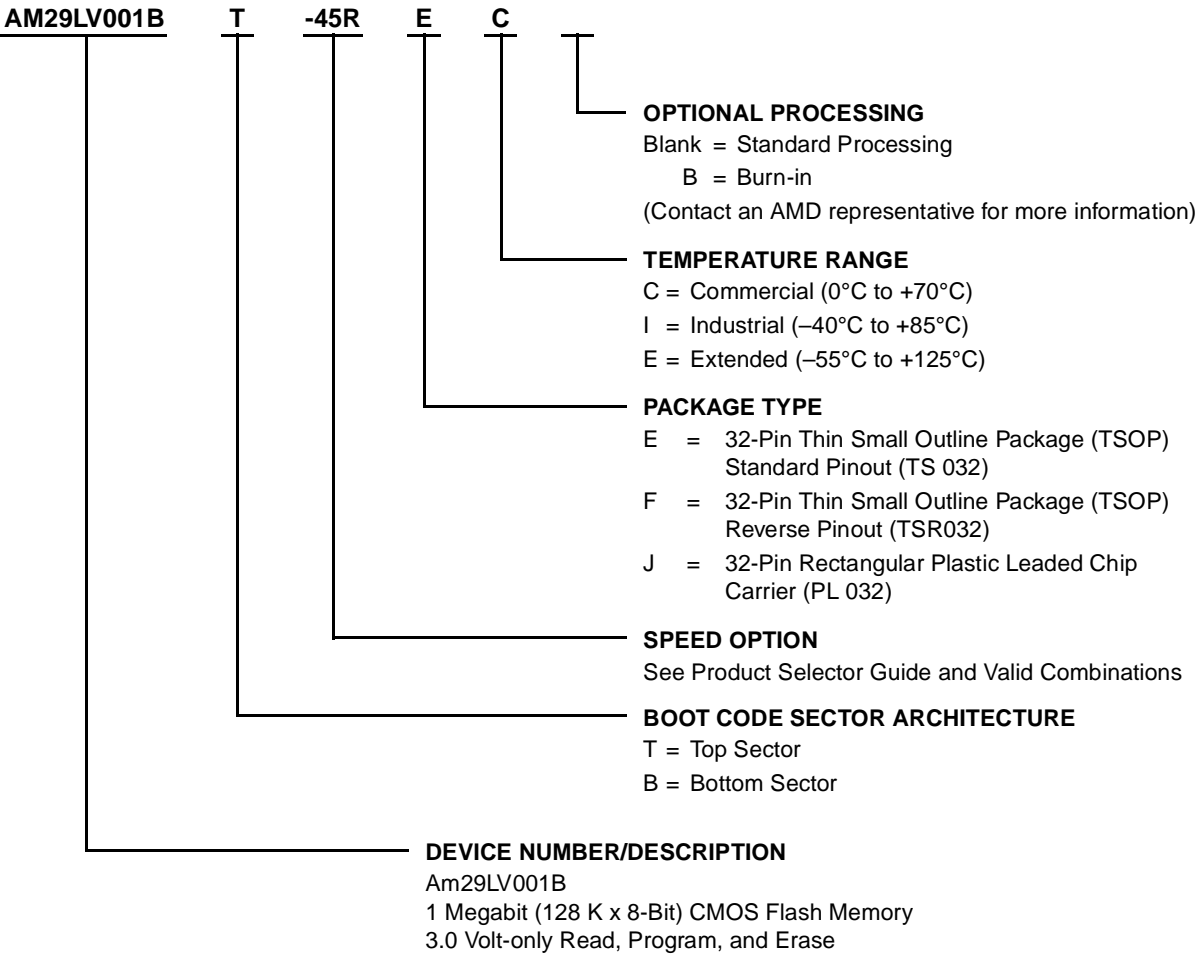 AM29LV001B T -45R E C
OPTIONAL PROCESSING
Blank = Standard Processing
B = Burn-in
(Contact an AMD representative for more information)
TEMPERATURE RANGE
C = Commercial (0°C to +70°C)
I = Industrial (–40°C to +85°C)
E = Extended (–55°C to +125°C)
PACKAGE TYPE
E = 32-Pin Thin Small Outline Package (TSOP)
Standard Pinout (TS 032)
F = 32-Pin Thin Small Outline Package (TSOP)
Reverse Pinout (TSR032)
J = 32-Pin Rectangular Plastic Leaded Chip
Carrier (PL 032)
SPEED OPTION
See Product Selector Guide and Valid Combinations
BOOT CODE SECTOR ARCHITECTURE
T = Top Sector
B = Bottom Sector
DEVICE NUMBER/DESCRIPTION
Am29LV001B
1 Megabit (128 K x 8-Bit) CMOS Flash Memory
3.0 Volt-only Read, Program, and Erase